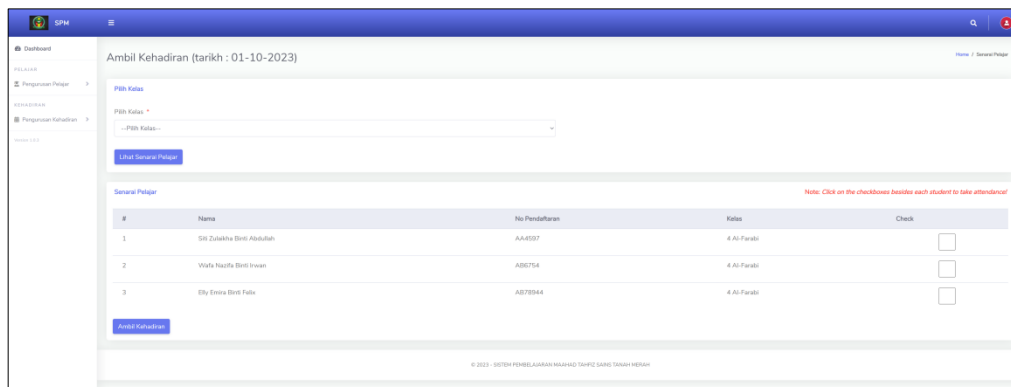 SPM
Dashboard
Ambil Kehadiran (tarikh : 01-10-2023)
Home / Senarai Pelajar
PELAJAR
Pengurusan Pelajar
KEHADIRAN
Pengurusan Kehadiran
Pilih Kelas
Pilih Kelas *
--Pilih Kelas--
Lihat Senarai Pelajar
Senarai Pelajar
Note: Click on the checkboxes besides each student to take attendance!
# Nama No Pendaftaran Kelas Check
1 Siti Zulaikha Binti Abdullah AA4597 4 Al-Farabi
2 Wafa Nazifa Binti Irwan AB6754 4 Al-Farabi
3 Elly Emira Binti Falix AB78944 4 Al-Farabi
Ambil Kehadiran
© 2023 - SISTEM PEMBELAJARAN MAAHAD TAHFIZ SAINS TANAH MERAH